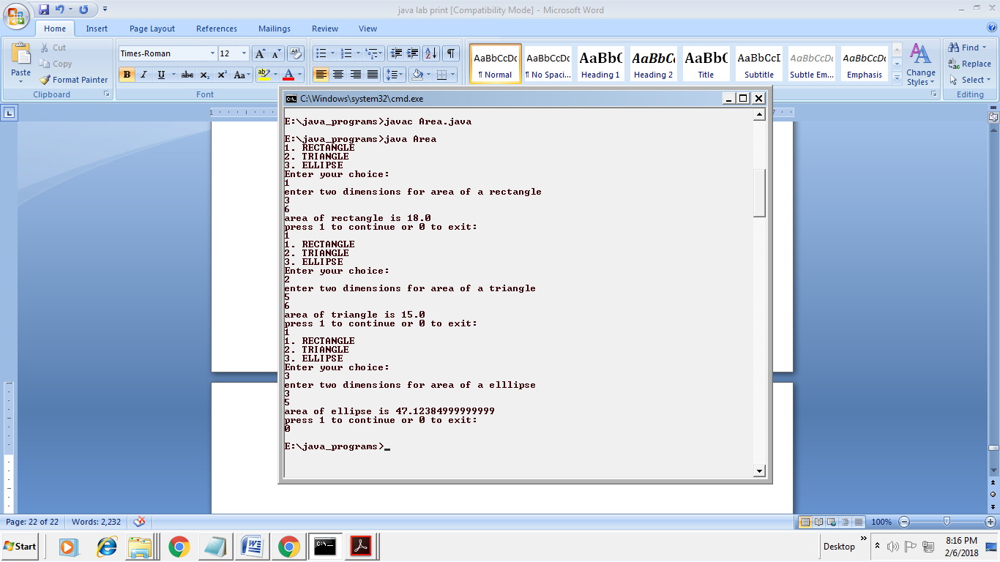 java lab print [Compatibility Mode] - Microsoft Word
Home Insert Page Layout References Mailings Review View
Paste
Cut
Copy
Format Painter
Clipboard
Times-Roman 12
B I U abc x₂ x² Aa ab A
Font
AaBbCcDc AaBbCcDc AaBbC AaBbCc AaBbC AaBbCcI AaBbCcDc AaBbCcDc
¶ Normal ¶ No Spaci... Heading 1 Heading 2 Title Subtitle Subtle Em... Emphasis
Change Styles
Find
Replace
Select
Editing
C:\Windows\system32\cmd.exe
E:\java_programs>javac Area.java
E:\java_programs>java Area
1. RECTANGLE
2. TRIANGLE
3. ELLIPSE
Enter your choice:
1
enter two dimensions for area of a rectangle
3
6
area of rectangle is 18.0
press 1 to continue or 0 to exit:
1
1. RECTANGLE
2. TRIANGLE
3. ELLIPSE
Enter your choice:
2
enter two dimensions for area of a triangle
5
6
area of triangle is 15.0
press 1 to continue or 0 to exit:
1
1. RECTANGLE
2. TRIANGLE
3. ELLIPSE
Enter your choice:
3
enter two dimensions for area of a elllipse
3
5
area of ellipse is 47.12384999999999
press 1 to continue or 0 to exit:
0
E:\java_programs>_
Page: 22 of 22 Words: 2,232 100%
Start Desktop 8:16 PM
2/6/2018